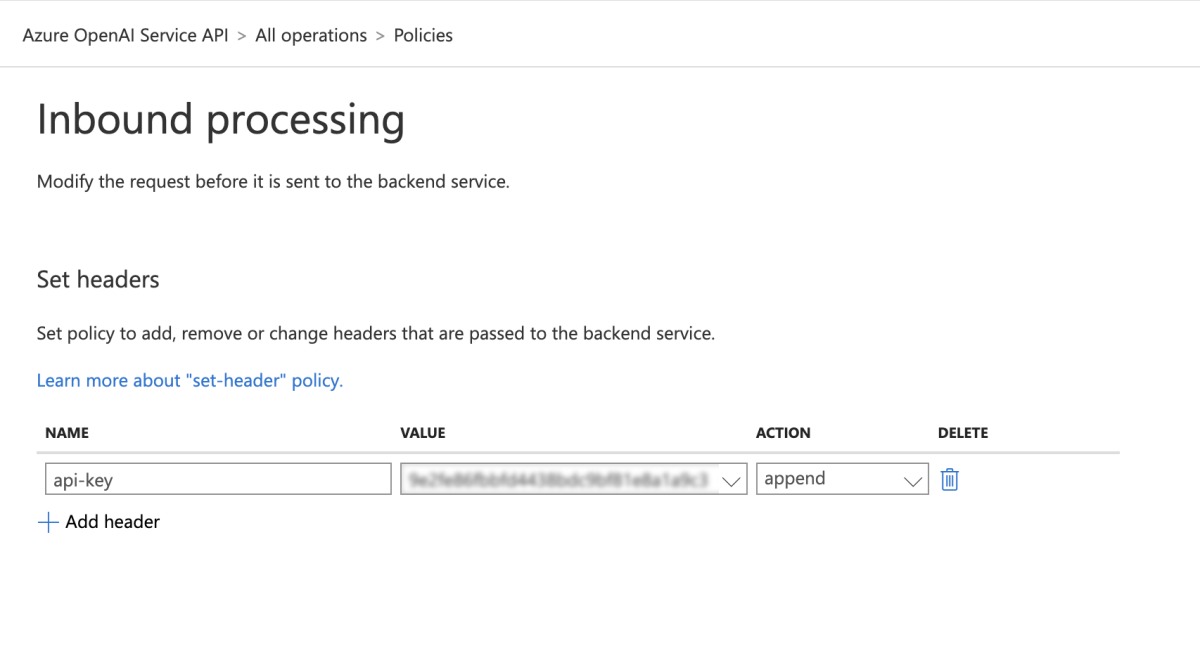 Azure OpenAI Service API > All operations > Policies
Inbound processing
Modify the request before it is sent to the backend service.
Set headers
Set policy to add, remove or change headers that are passed to the backend service.
Learn more about "set-header" policy.
NAME VALUE ACTION DELETE
api-key append
Add header